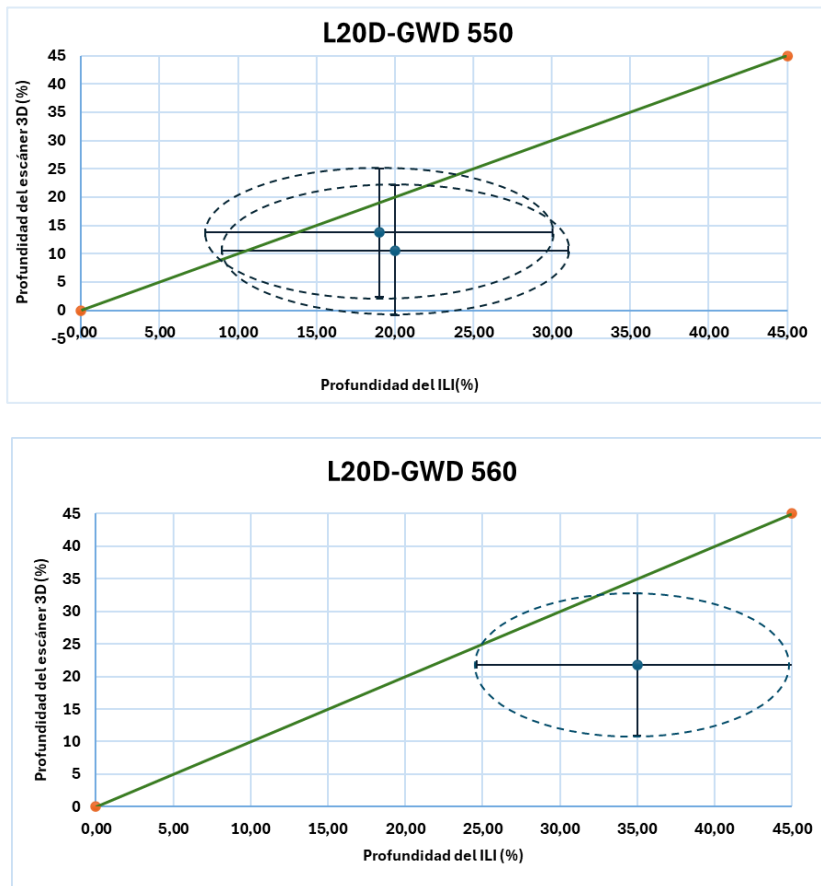 L20D-GWD 550
45
40
35
30
25
20
15
10
5
0
-5
0,00 5,00 10,00 15,00 20,00 25,00 30,00 35,00 40,00 45,00
Profundidad del escáner 3D (%)
Profundidad del ILI(%)
L20D-GWD 560
45
40
35
30
25
20
15
10
5
0
0,00 5,00 10,00 15,00 20,00 25,00 30,00 35,00 40,00 45,00
Profundidad del escáner 3D (%)
Profundidad del ILI (%)